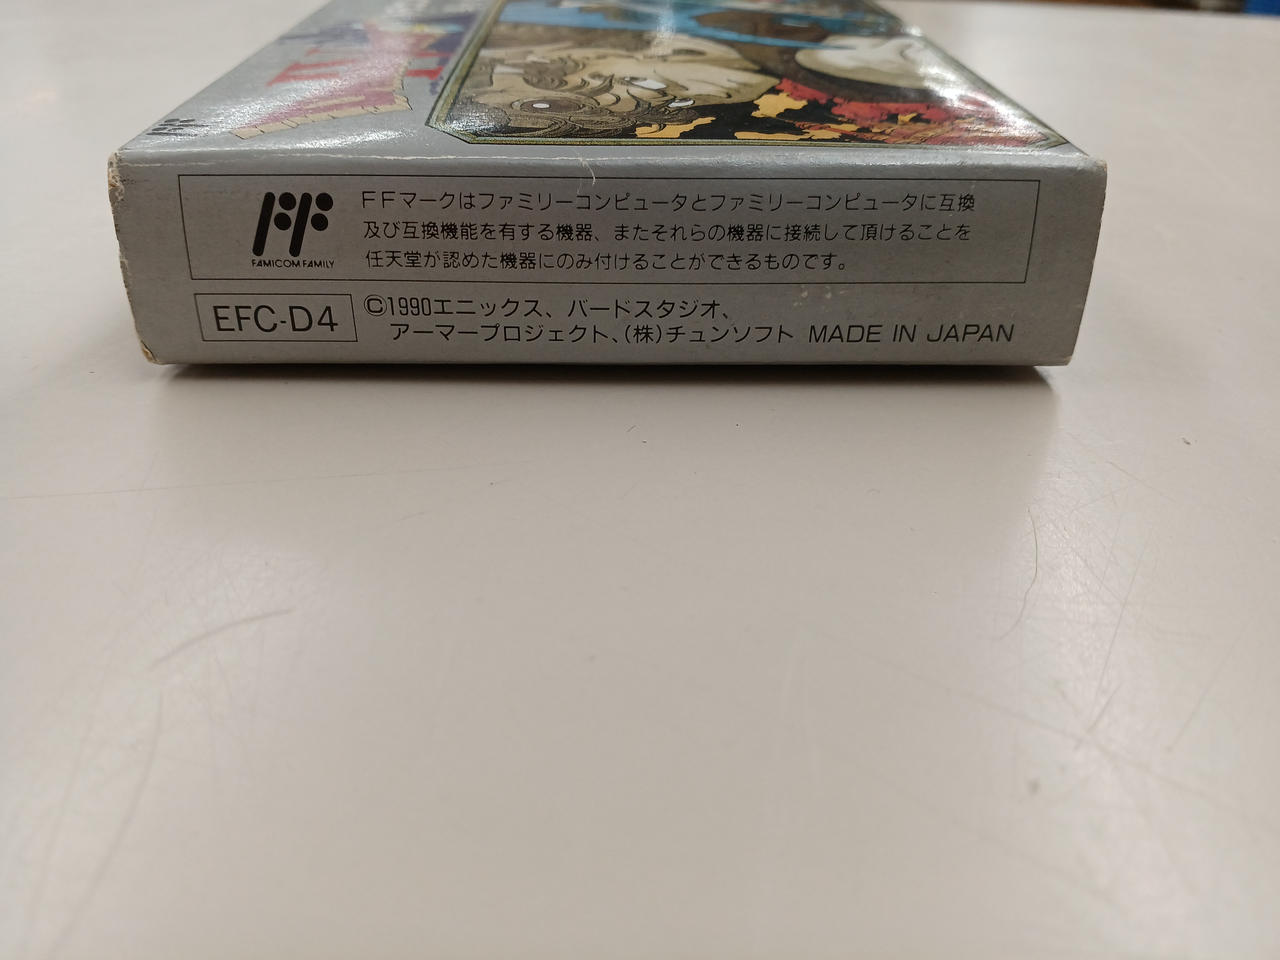 FF
FAMICOM FAMILY
FFマークはファミリーコンピュータとファミリーコンピュータに互換
及び互換機能を有する機器、またそれらの機器に接続して頂けることを
任天堂が認めた機器にのみ付けることができるものです。
EFC-D4
©1990エニックス、バードスタジオ、
アーマープロジェクト、(株)チュンソフト MADE IN JAPAN